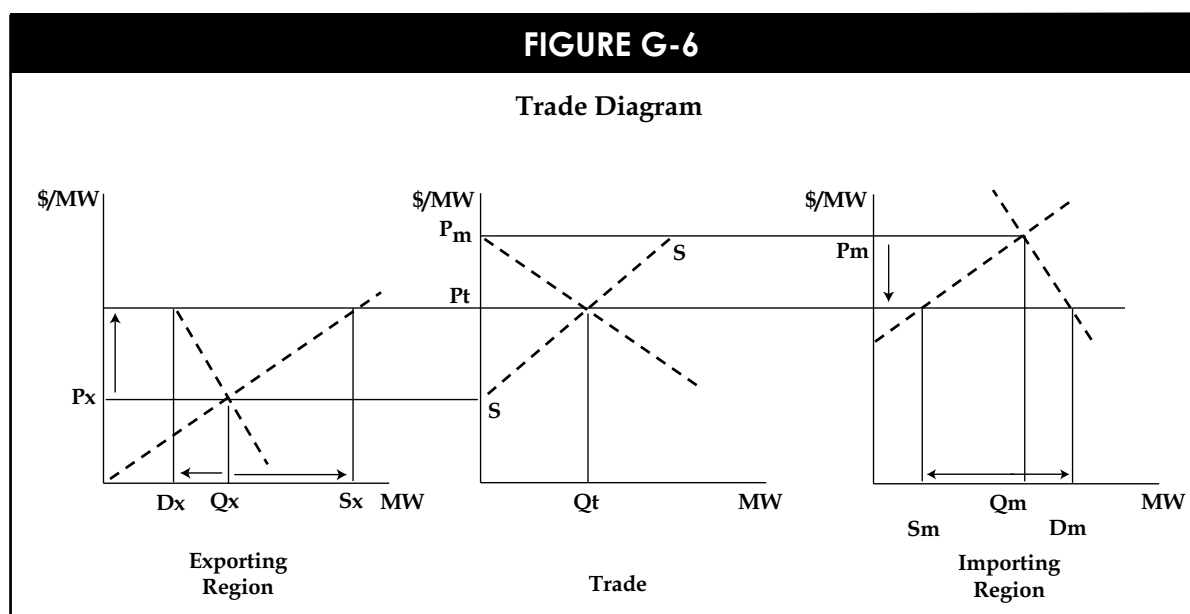 FIGURE G-6
Trade Diagram
$/MW
$/MW
$/MW
Pm
S
Pm
Pt
Px
S
Dx
Qx
Sx
MW
Qt
MW
Qm
MW
Sm
Dm
Exporting
Region
Trade
Importing
Region